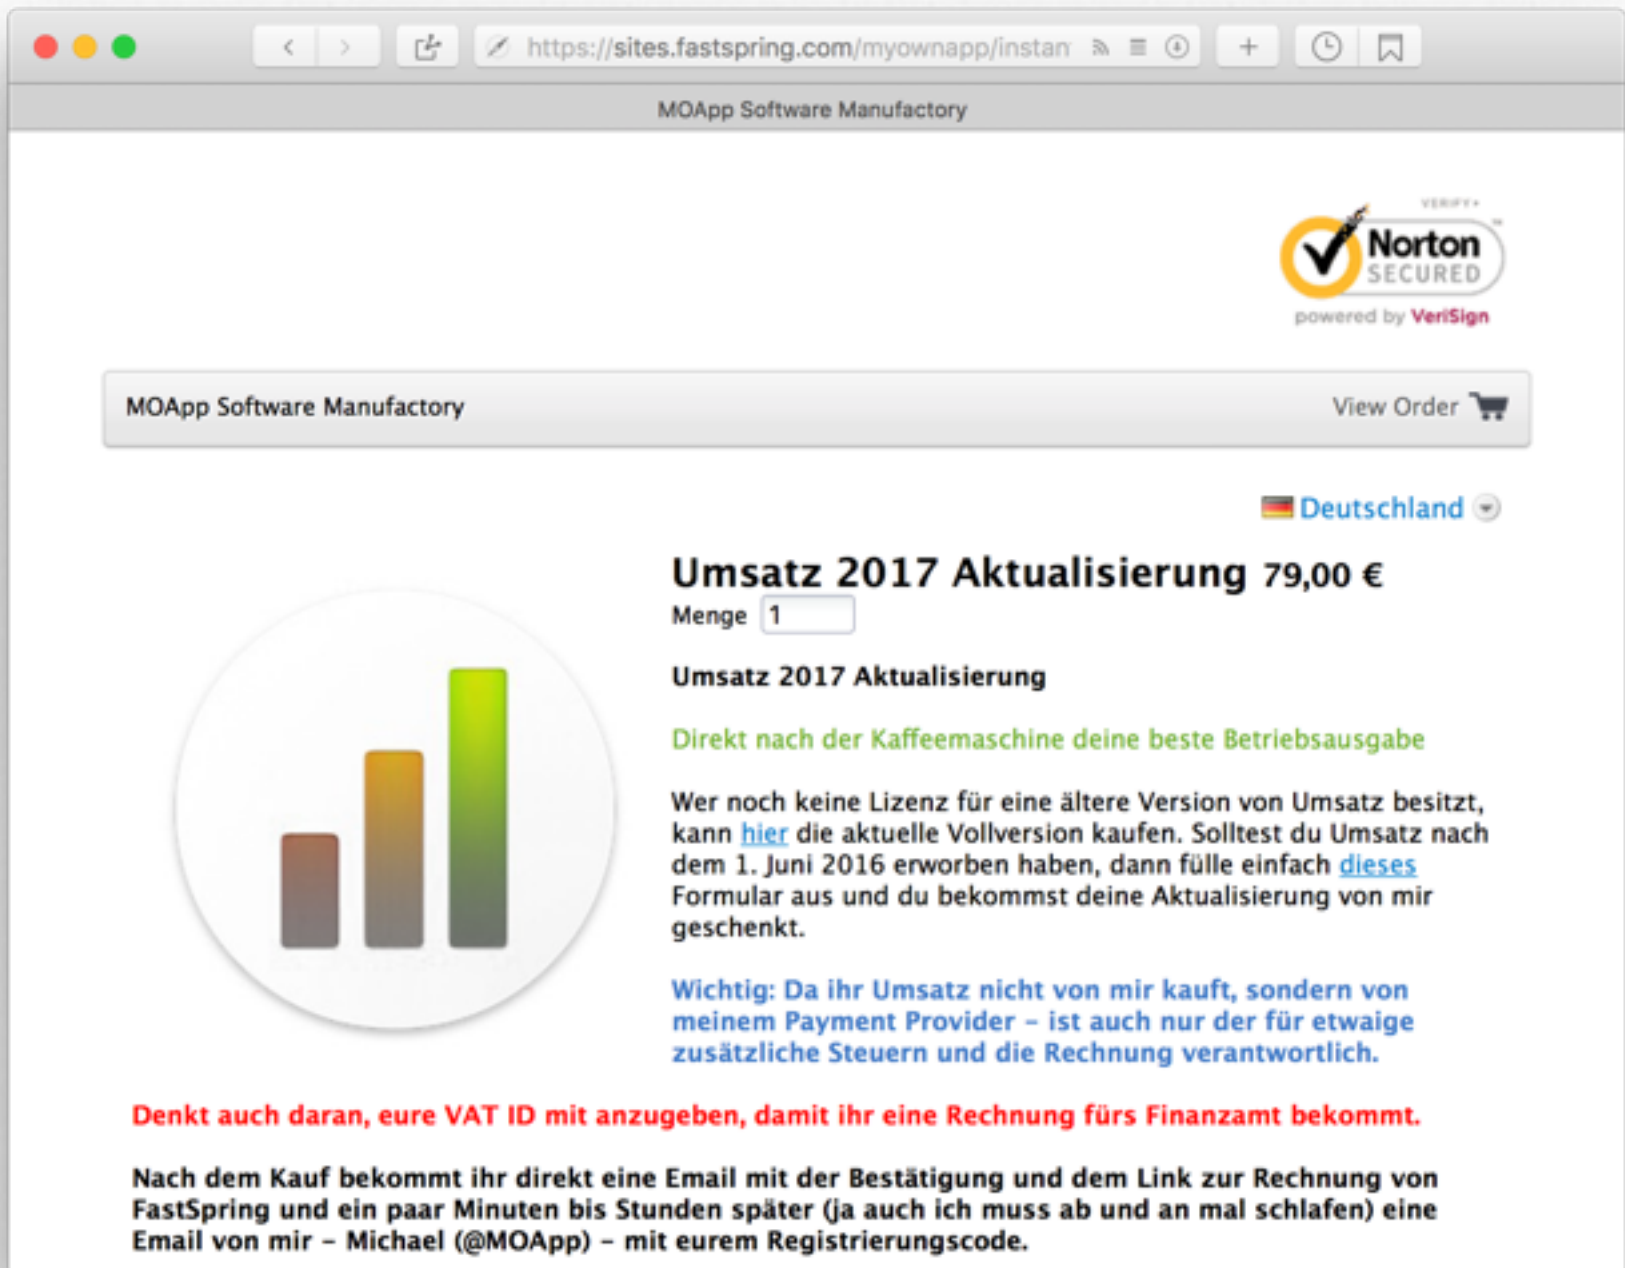 https://sites.fastspring.com/myownapp/instan
MOApp Software Manufactory
VERIFY+
Norton
SECURED
powered by VeriSign
MOApp Software Manufactory
View Order
Deutschland
Umsatz 2017 Aktualisierung 79,00 €
Menge 1
Umsatz 2017 Aktualisierung
Direkt nach der Kaffeemaschine deine beste Betriebsausgabe
Wer noch keine Lizenz für eine ältere Version von Umsatz besitzt,
kann hier die aktuelle Vollversion kaufen. Solltest du Umsatz nach
dem 1. Juni 2016 erworben haben, dann fülle einfach dieses
Formular aus und du bekommst deine Aktualisierung von mir
geschenkt.
Wichtig: Da ihr Umsatz nicht von mir kauft, sondern von
meinem Payment Provider – ist auch nur der für etwaige
zusätzliche Steuern und die Rechnung verantwortlich.
Denkt auch daran, eure VAT ID mit anzugeben, damit ihr eine Rechnung fürs Finanzamt bekommt.
Nach dem Kauf bekommt ihr direkt eine Email mit der Bestätigung und dem Link zur Rechnung von
FastSpring und ein paar Minuten bis Stunden später (ja auch ich muss ab und an mal schlafen) eine
Email von mir – Michael (@MOApp) – mit eurem Registrierungscode.